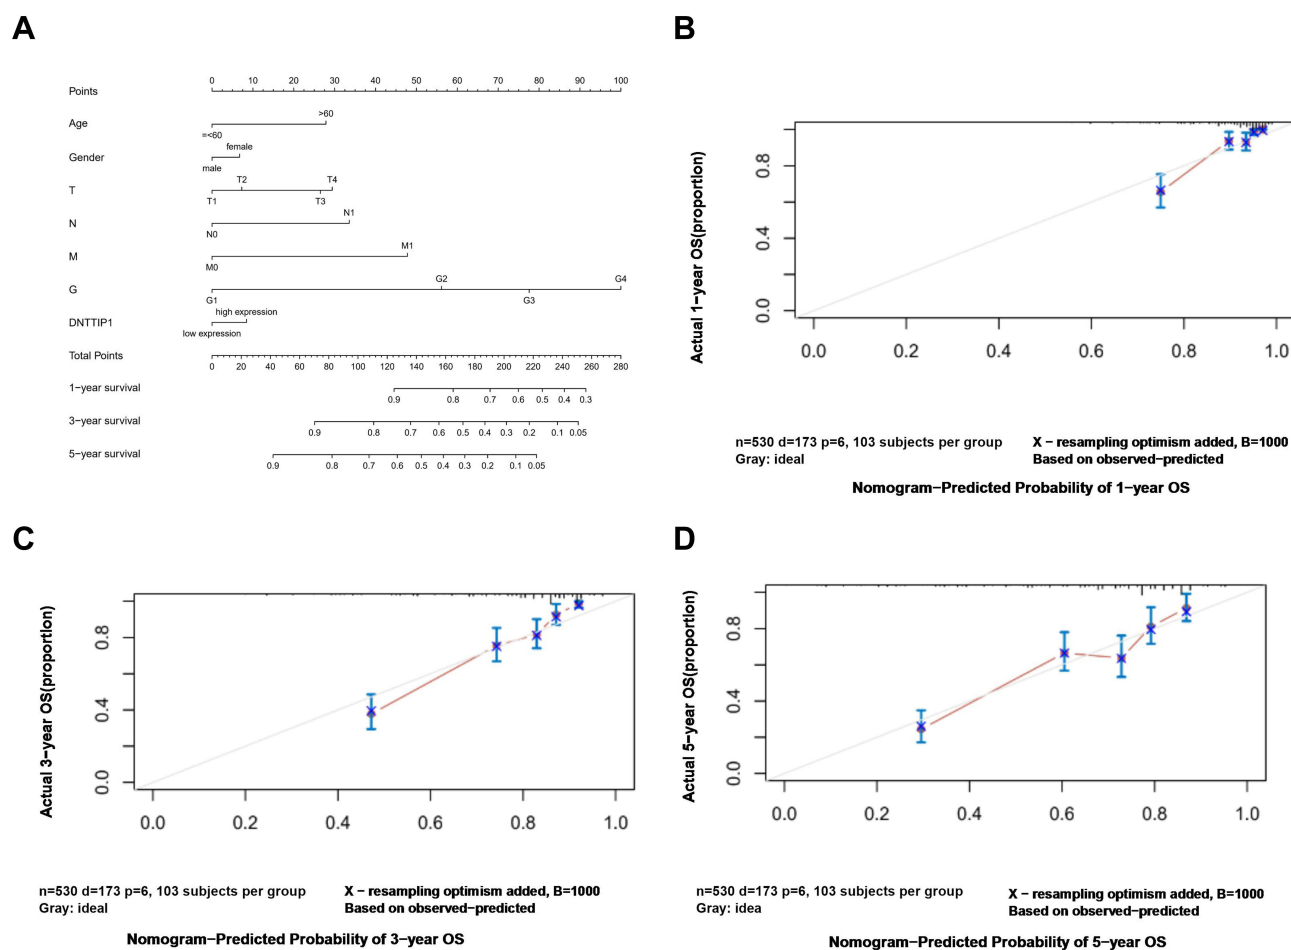 A
Points
0 10 20 30 40 50 60 70 80 90 100
Age
>60
=<60
Gender
female
male
T
T2 T4
T1 T3
N
N1
N0
M
M1
M0
G
G2 G4
G1 G3
DNTTIP1
high expression
low expression
Total Points
0 20 40 60 80 100 120 140 160 180 200 220 240 260 280
1−year survival
0.9 0.8 0.7 0.6 0.5 0.4 0.3
3−year survival
0.9 0.8 0.7 0.6 0.5 0.4 0.3 0.2 0.1 0.05
5−year survival
0.9 0.8 0.7 0.6 0.5 0.4 0.3 0.2 0.1 0.05
B
Actual 1−year OS(proportion)
0.8
0.4
0.0
0.0 0.2 0.4 0.6 0.8 1.0
n=530 d=173 p=6, 103 subjects per group
Gray: ideal
X − resampling optimism added, B=1000
Based on observed−predicted
Nomogram−Predicted Probability of 1−year OS
C
Actual 3−year OS(proportion)
0.8
0.4
0.0
0.0 0.2 0.4 0.6 0.8 1.0
n=530 d=173 p=6, 103 subjects per group
Gray: ideal
X − resampling optimism added, B=1000
Based on observed−predicted
Nomogram−Predicted Probability of 3−year OS
D
Actual 5−year OS(proportion)
0.8
0.4
0.0
0.0 0.2 0.4 0.6 0.8 1.0
n=530 d=173 p=6, 103 subjects per group
Gray: idea
X − resampling optimism added, B=1000
Based on observed−predicted
Nomogram−Predicted Probability of 5−year OS